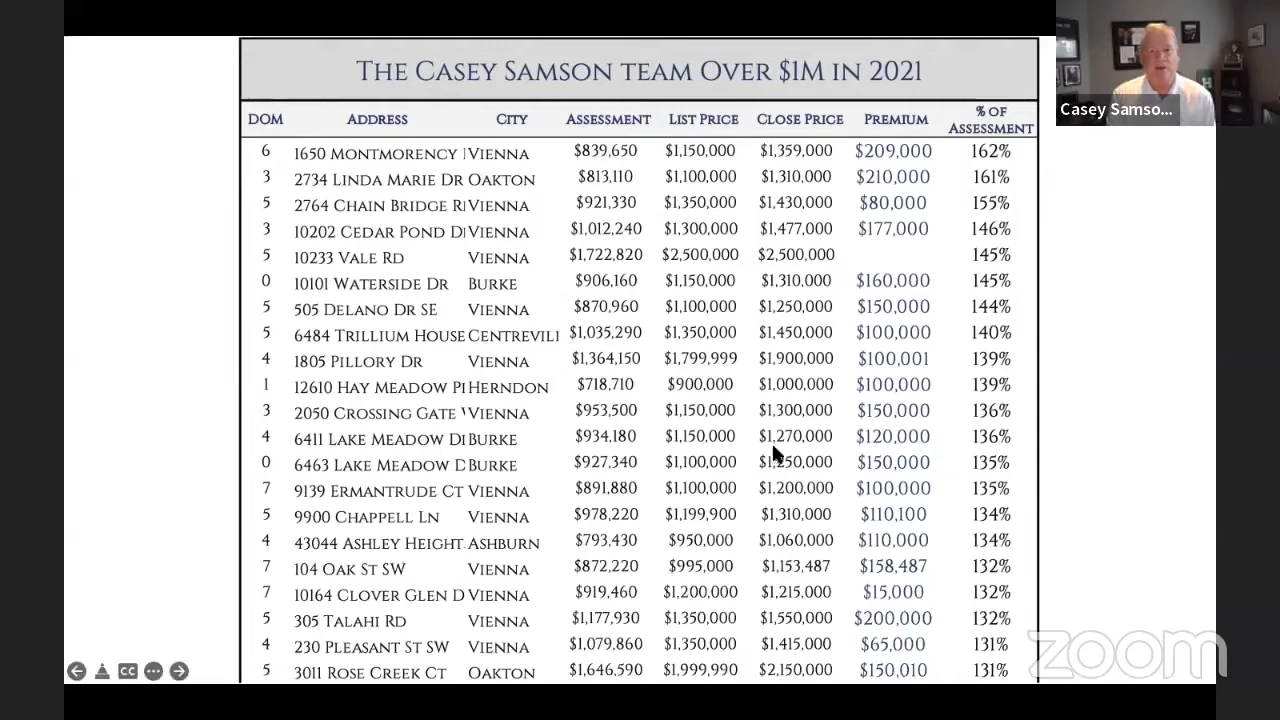 THE CASEY SAMSON TEAM OVER $1M IN 2021
Casey Samso...
DOM ADDRESS CITY ASSESSMENT LIST PRICE CLOSE PRICE PREMIUM % OF ASSESSMENT
6 1650 MONTMORENCY VIENNA $839,650 $1,150,000 $1,359,000 $209,000 162%
3 2734 LINDA MARIE DR OAKTON $813,110 $1,100,000 $1,310,000 $210,000 161%
5 2764 CHAIN BRIDGE R VIENNA $921,330 $1,350,000 $1,430,000 $80,000 155%
3 10202 CEDAR POND D VIENNA $1,012,240 $1,300,000 $1,477,000 $177,000 146%
5 10233 VALE RD VIENNA $1,722,820 $2,500,000 $2,500,000 145%
0 10101 WATERSIDE DR BURKE $906,160 $1,150,000 $1,310,000 $160,000 145%
5 505 DELANO DR SE VIENNA $870,960 $1,100,000 $1,250,000 $150,000 144%
5 6484 TRILLIUM HOUSE CENTREVILL $1,035,290 $1,350,000 $1,450,000 $100,000 140%
4 1805 PILLORY DR VIENNA $1,364,150 $1,799,999 $1,900,000 $100,001 139%
1 12610 HAY MEADOW PL HERNDON $718,710 $900,000 $1,000,000 $100,000 139%
3 2050 CROSSING GATE VIENNA $953,500 $1,150,000 $1,300,000 $150,000 136%
4 6411 LAKE MEADOW DR BURKE $934,180 $1,150,000 $1,270,000 $120,000 136%
0 6463 LAKE MEADOW D BURKE $927,340 $1,100,000 $1,250,000 $150,000 135%
7 9139 ERMANTRUDE CT VIENNA $891,880 $1,100,000 $1,200,000 $100,000 135%
5 9900 CHAPPELL LN VIENNA $978,220 $1,199,900 $1,310,000 $110,100 134%
4 43044 ASHLEY HEIGHT ASHBURN $793,430 $950,000 $1,060,000 $110,000 134%
7 104 OAK ST SW VIENNA $872,220 $995,000 $1,153,487 $158,487 132%
7 10164 CLOVER GLEN D VIENNA $919,460 $1,200,000 $1,215,000 $15,000 132%
5 305 TALAHI RD VIENNA $1,177,930 $1,350,000 $1,550,000 $200,000 132%
4 230 PLEASANT ST SW VIENNA $1,079,860 $1,350,000 $1,415,000 $65,000 131%
5 3011 ROSE CREEK CT OAKTON $1,646,590 $1,999,990 $2,150,000 $150,010 131%
CC
zoom